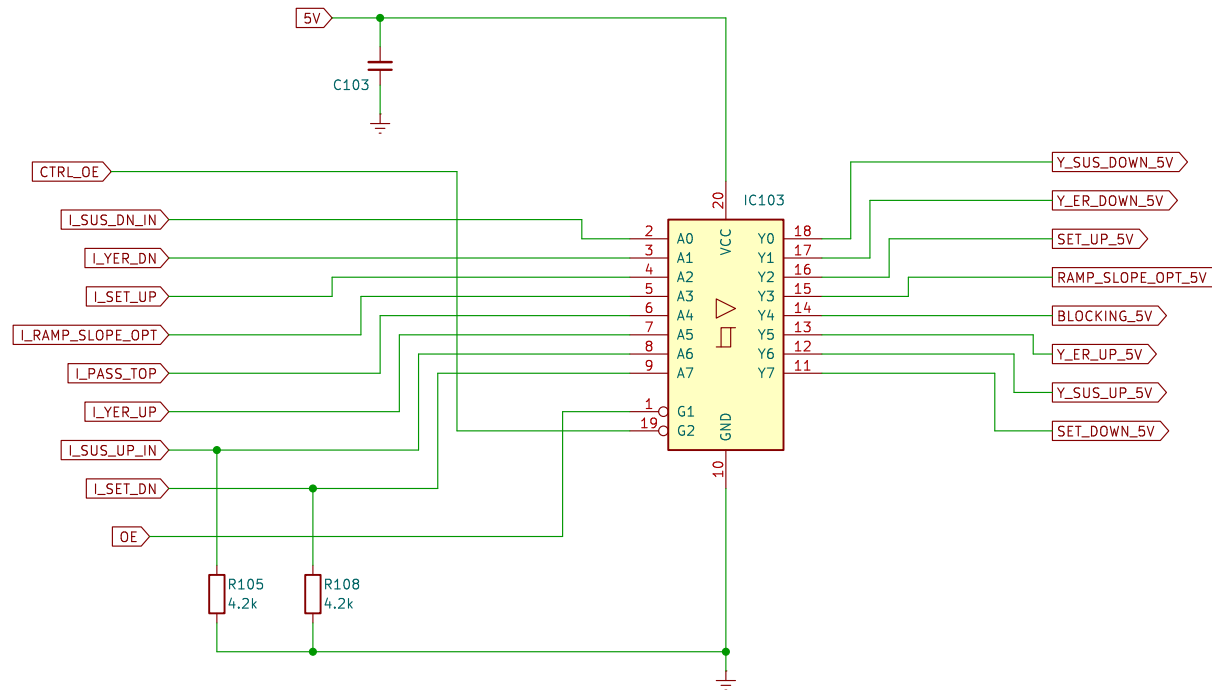 5V
C103
CTRL_OE
I_SUS_DN_IN
I_YER_DN
I_SET_UP
I_RAMP_SLOPE_OPT
I_PASS_TOP
I_YER_UP
I_SUS_UP_IN
I_SET_DN
OE
R105
4.2k
R108
4.2k
IC103
20
VCC
2 A0 Y0 18
3 A1 Y1 17
4 A2 Y2 16
5 A3 Y3 15
6 A4 Y4 14
7 A5 Y5 13
8 A6 Y6 12
9 A7 Y7 11
1 G1
19 G2
GND
10
Y_SUS_DOWN_5V
Y_ER_DOWN_5V
SET_UP_5V
RAMP_SLOPE_OPT_5V
BLOCKING_5V
Y_ER_UP_5V
Y_SUS_UP_5V
SET_DOWN_5V